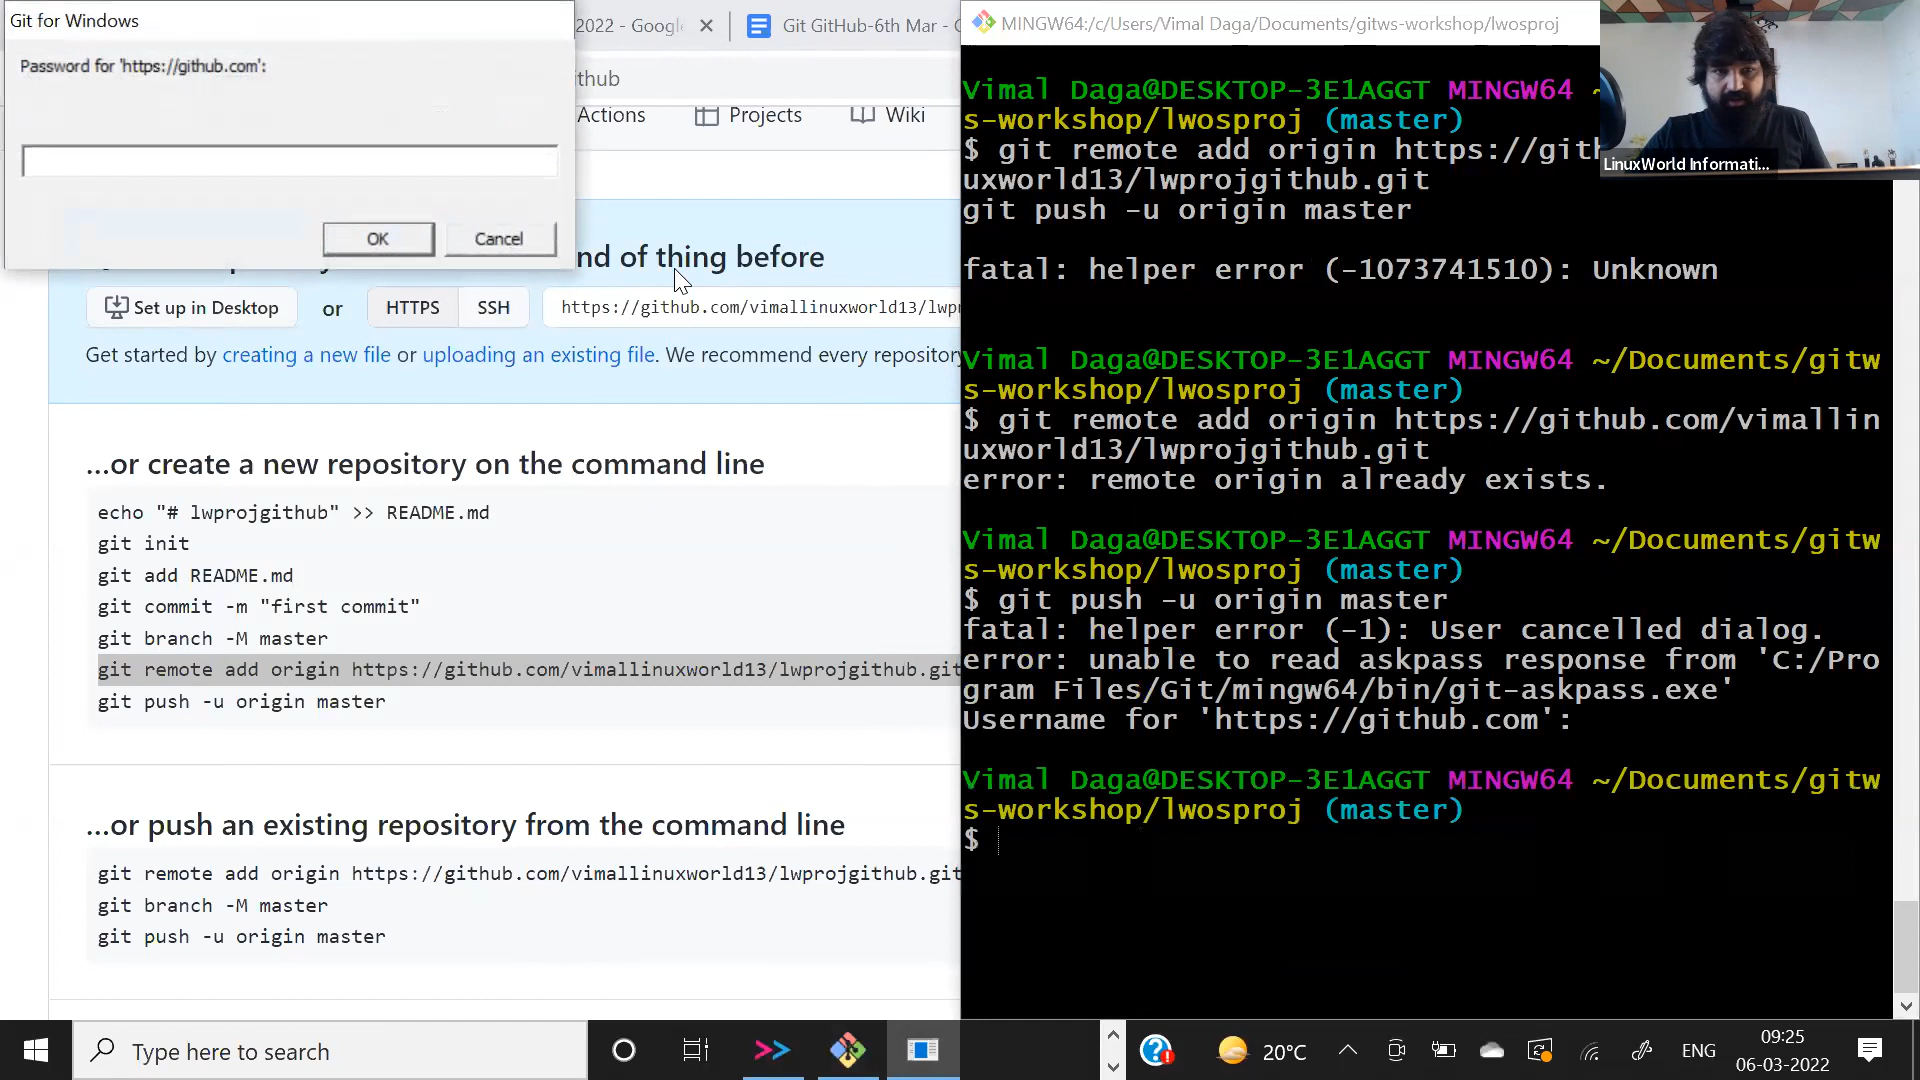 Git for Windows
Password for 'https://github.com':
OK
Cancel
2022 - Google
Git GitHub-6th Mar -
thub
Actions
Projects
Wiki
nd of thing before
Set up in Desktop
or
HTTPS
SSH
https://github.com/vimallinuxworld13/lwpr
Get started by creating a new file or uploading an existing file. We recommend every repository
...or create a new repository on the command line
echo "# lwprojgithub" >> README.md
git init
git add README.md
git commit -m "first commit"
git branch -M master
git remote add origin https://github.com/vimallinuxworld13/lwprojgithub.git
git push -u origin master
...or push an existing repository from the command line
git remote add origin https://github.com/vimallinuxworld13/lwprojgithub.git
git branch -M master
git push -u origin master
MINGW64:/c/Users/Vimal Daga/Documents/gitws-workshop/lwosproj
Vimal Daga@DESKTOP-3E1AGGT MINGW64 ~
s-workshop/lwosproj (master)
$ git remote add origin https://gith
uxworld13/lwprojgithub.git
git push -u origin master
fatal: helper error (-1073741510): Unknown
Vimal Daga@DESKTOP-3E1AGGT MINGW64 ~/Documents/gitw
s-workshop/lwosproj (master)
$ git remote add origin https://github.com/vimallin
uxworld13/lwprojgithub.git
error: remote origin already exists.
Vimal Daga@DESKTOP-3E1AGGT MINGW64 ~/Documents/gitw
s-workshop/lwosproj (master)
$ git push -u origin master
fatal: helper error (-1): User cancelled dialog.
error: unable to read askpass response from 'C:/Pro
gram Files/Git/mingw64/bin/git-askpass.exe'
Username for 'https://github.com':
Vimal Daga@DESKTOP-3E1AGGT MINGW64 ~/Documents/gitw
s-workshop/lwosproj (master)
$
LinuxWorld Informati...
Type here to search
20°C
ENG
09:25
06-03-2022